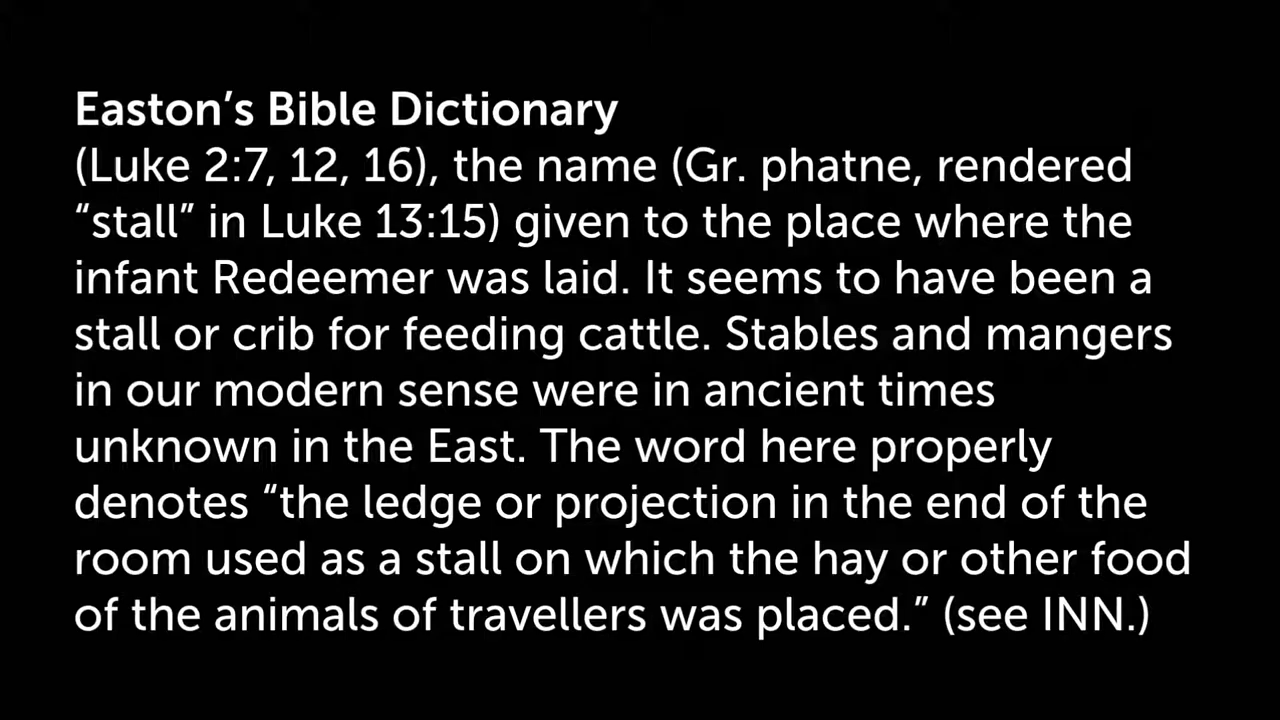 Easton’s Bible Dictionary
(Luke 2:7, 12, 16), the name (Gr. phatne, rendered
“stall” in Luke 13:15) given to the place where the
infant Redeemer was laid. It seems to have been a
stall or crib for feeding cattle. Stables and mangers
in our modern sense were in ancient times
unknown in the East. The word here properly
denotes “the ledge or projection in the end of the
room used as a stall on which the hay or other food
of the animals of travellers was placed.” (see INN.)